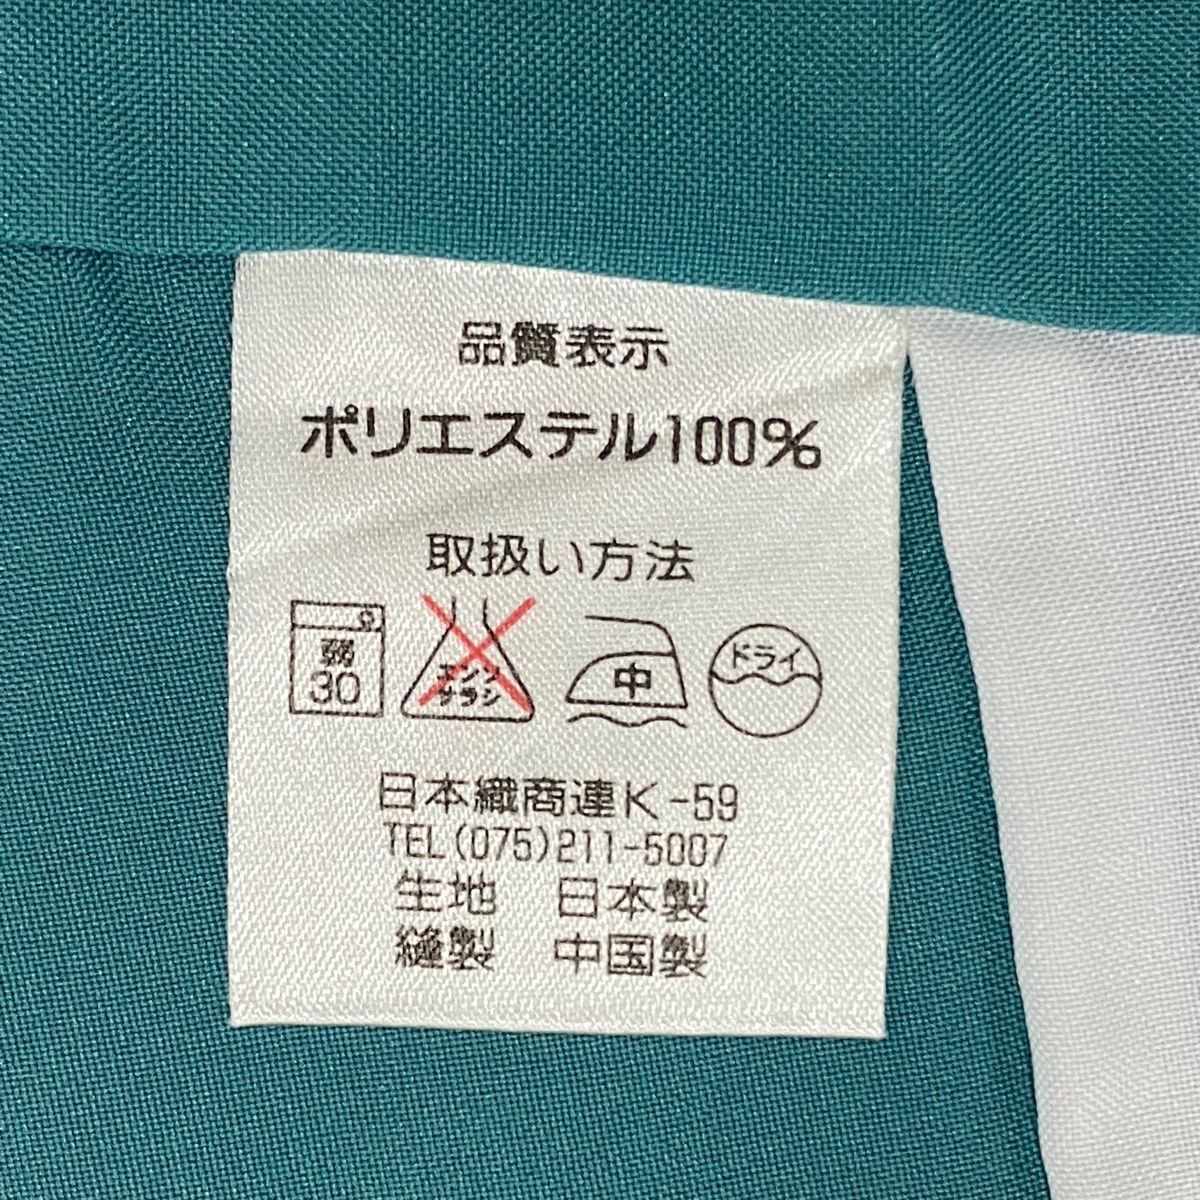 品質表示
ポリエステル100%
取扱い方法
弱
30
エンソ
サラシ
中
ドライ
日本織商連K-59
TEL(075)211-5007
生地 日本製
縫製 中国製